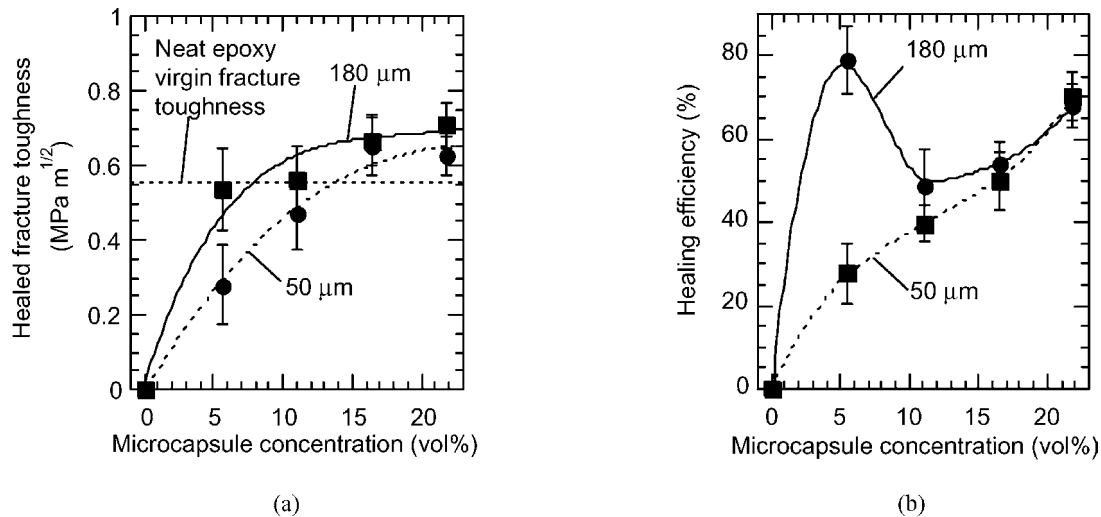 Healed fracture toughness
(MPa m1/2)
1
0.8
0.6
0.4
0.2
0
Neat epoxy
virgin fracture
toughness
180 μm
50 μm
0 5 10 15 20
Microcapsule concentration (vol%)
(a)
Healing efficiency (%)
80
60
40
20
0
180 μm
50 μm
0 5 10 15 20
Microcapsule concentration (vol%)
(b)